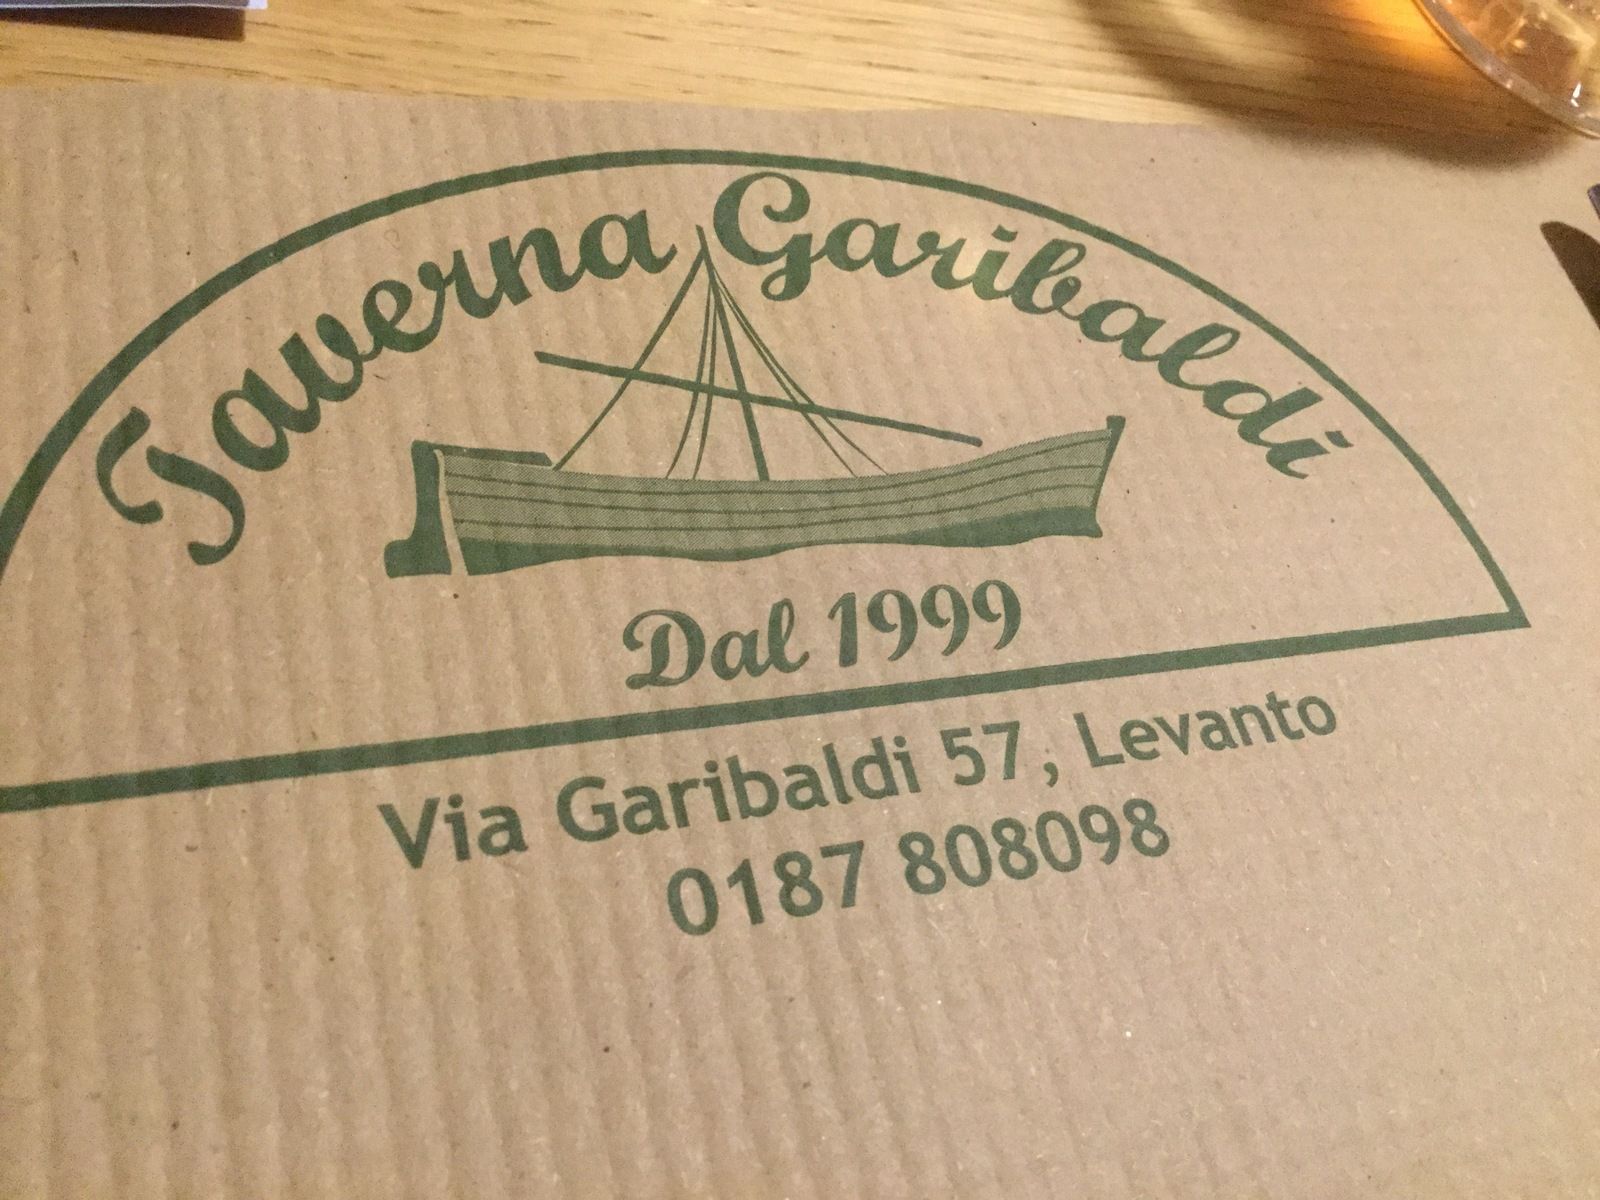 Taverna Garibaldi
Dal 1999
Via Garibaldi 57, Levanto
0187 808098